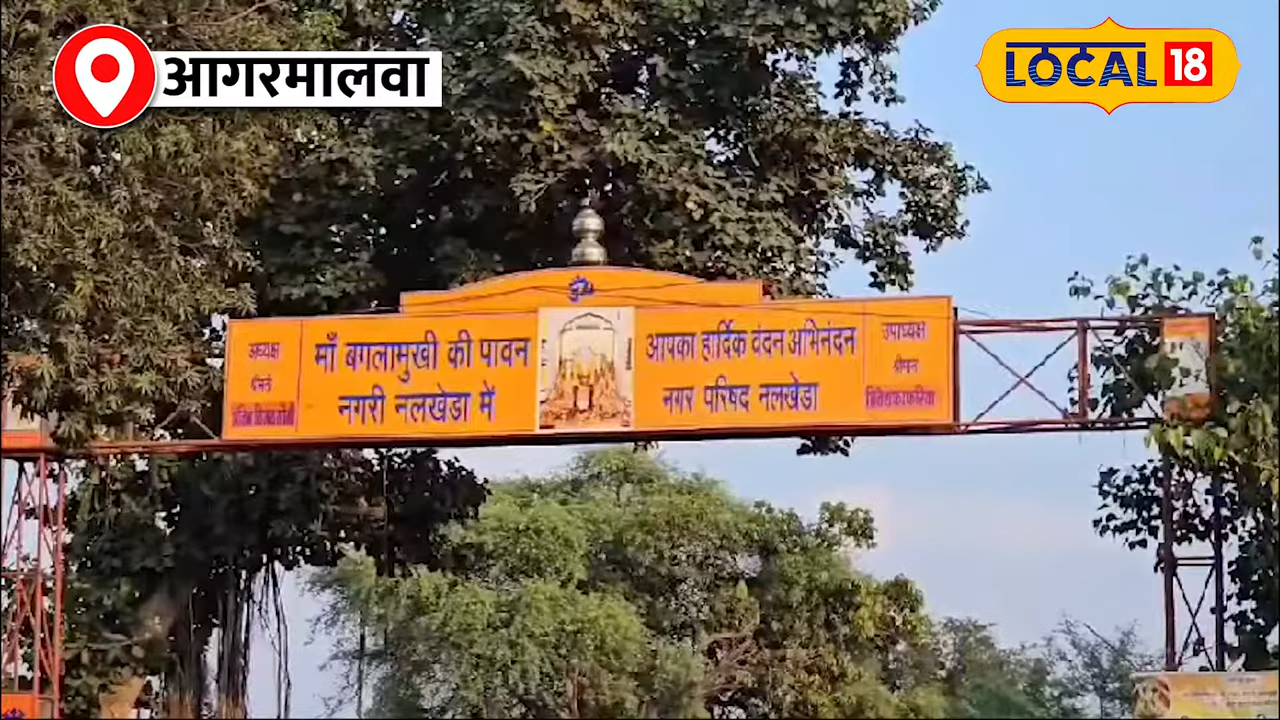 आगरमालवा
LOCAL 18
अध्यक्ष
माँ बगलामुखी की पावन
नगरी नलखेडा में
आपका हार्दिक वंदन अभिनंदन
नगर परिषद नलखेडा
उपाध्यक्ष
श्रीमन